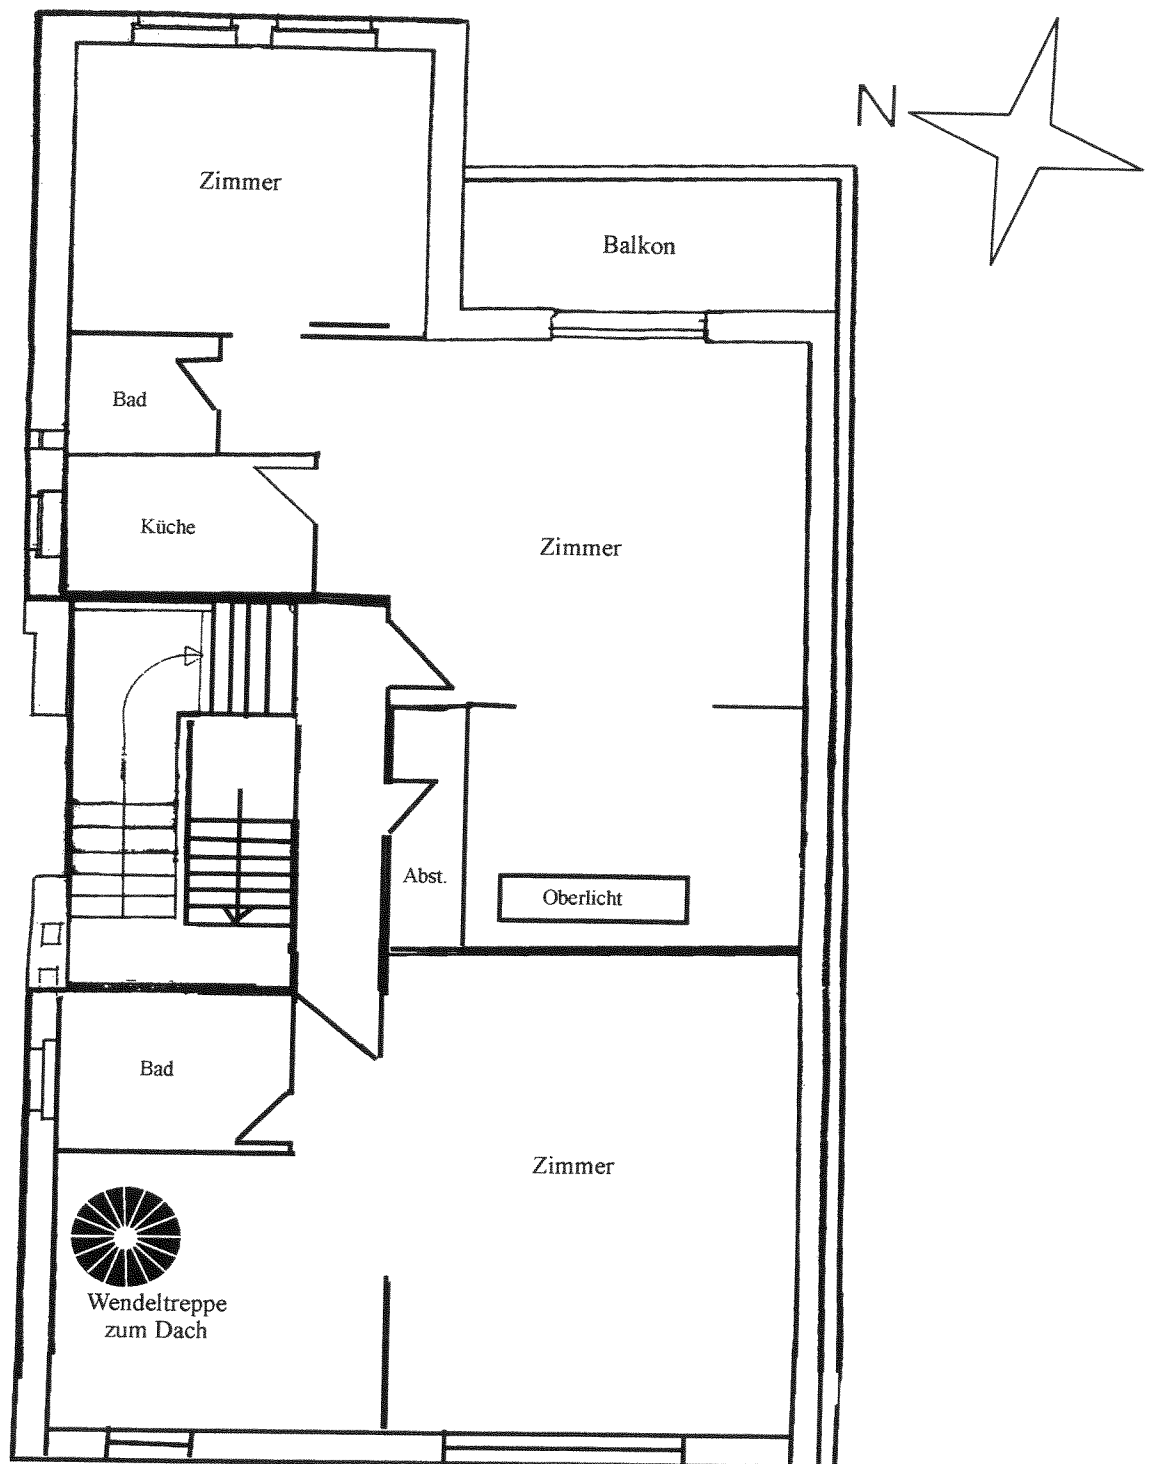 N
Zimmer
Balkon
Bad
Küche
Zimmer
Abst.
Oberlicht
Bad
Zimmer
Wendeltreppe
zum Dach